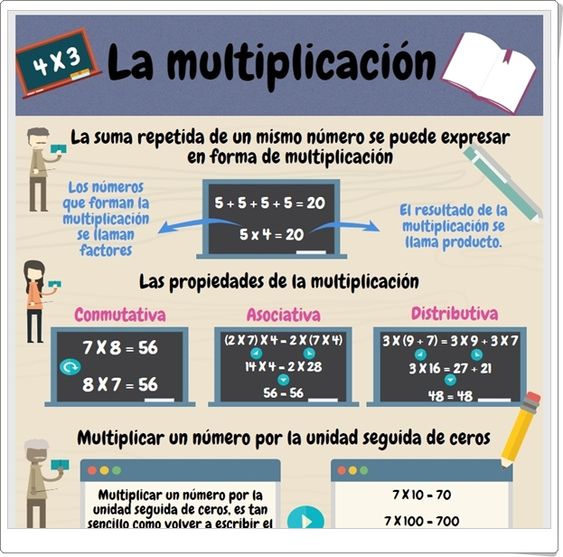 4 X 3
La multiplicación
La suma repetida de un mismo número se puede expresar
en forma de multiplicación
Los números
que forman la
multiplicación
se llaman
factores
5 + 5 + 5 + 5 = 20
5 x 4 = 20
El resultado de la
multiplicación se
llama producto.
Las propiedades de la multiplicación
Conmutativa
7 X 8 = 56
8 X 7 = 56
Asociativa
(2 X 7) X 4 = 2 X (7 X 4)
14 X 4 = 2 X 28
56 = 56
Distributiva
3 X (9 + 7) = 3 X 9 + 3 X 7
3 X 16 = 27 + 21
48 = 48
Multiplicar un número por la unidad seguida de ceros
Multiplicar un número por la
unidad seguida de ceros, es tan
sencillo como volver a escribir el
7 X 10 = 70
7 X 100 = 700